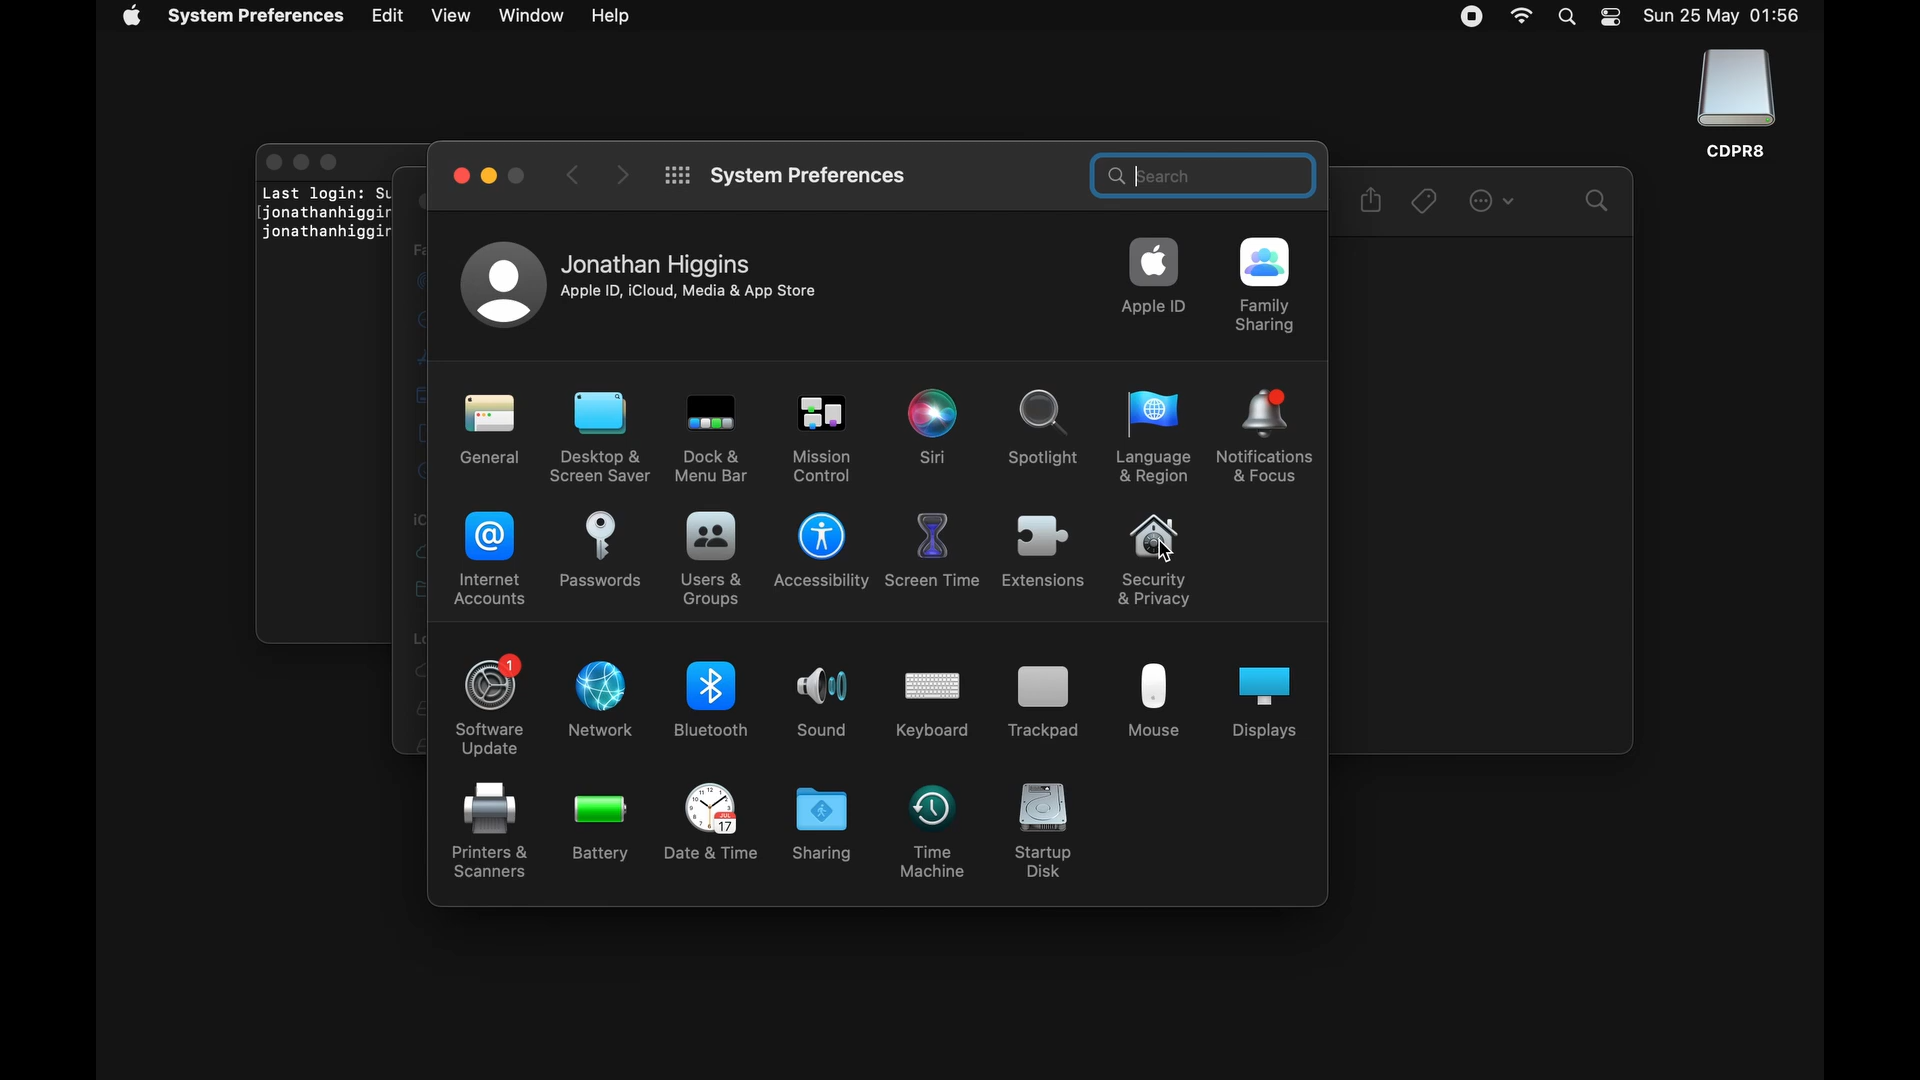 System Preferences Edit View Window Help
Sun 25 May 01:56
CDPR8
Last login: Su
[jonathanhiggin
jonathanhiggin
System Preferences
Search
Jonathan Higgins
Apple ID, iCloud, Media & App Store
Apple ID
Family
Sharing
General
Desktop &
Screen Saver
Dock &
Menu Bar
Mission
Control
Siri
Spotlight
Language
& Region
Notifications
& Focus
Internet
Accounts
Passwords
Users &
Groups
Accessibility
Screen Time
Extensions
Security
& Privacy
1
Software
Update
Network
Bluetooth
Sound
Keyboard
Trackpad
Mouse
Displays
Printers &
Scanners
Battery
JUL
17
Date & Time
Sharing
Time
Machine
Startup
Disk